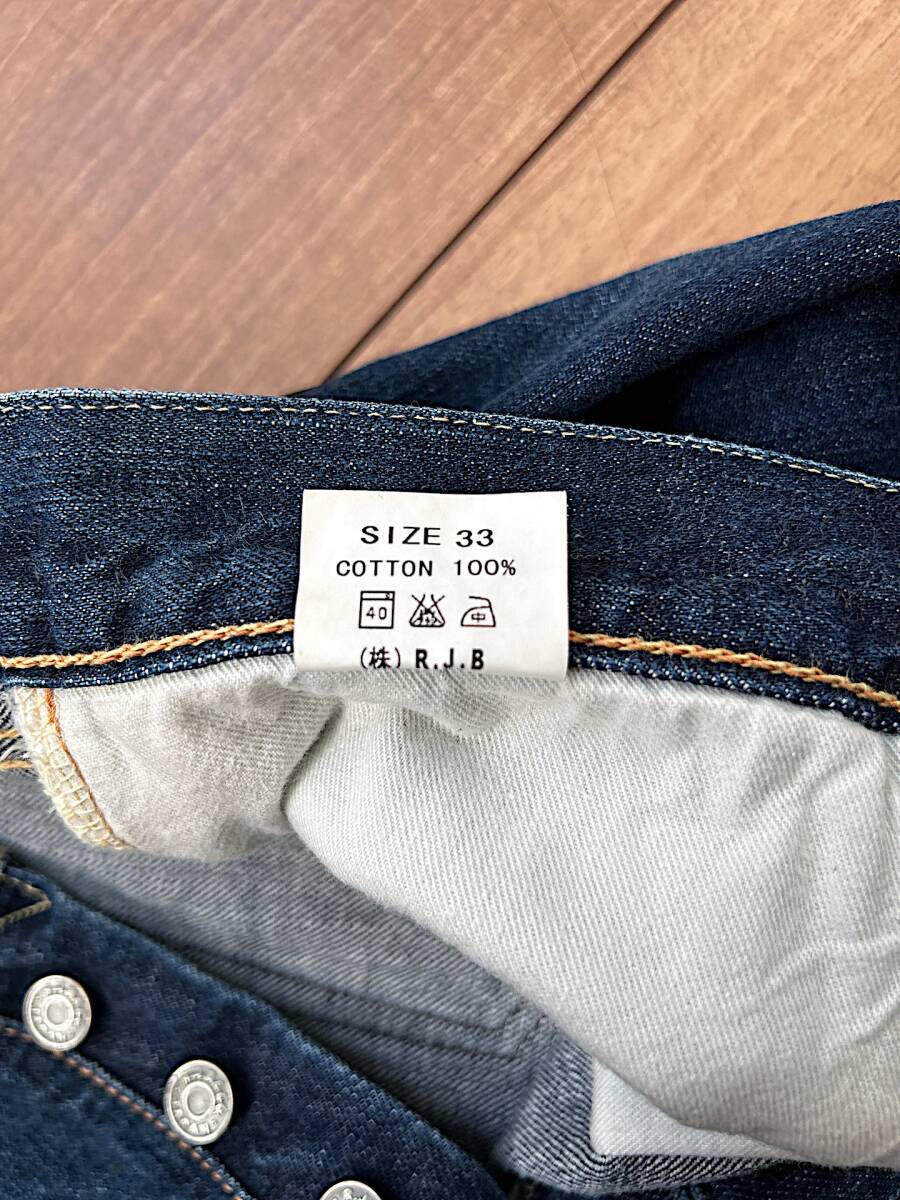 SIZE 33
COTTON 100%
40 中
(株) R.J.B